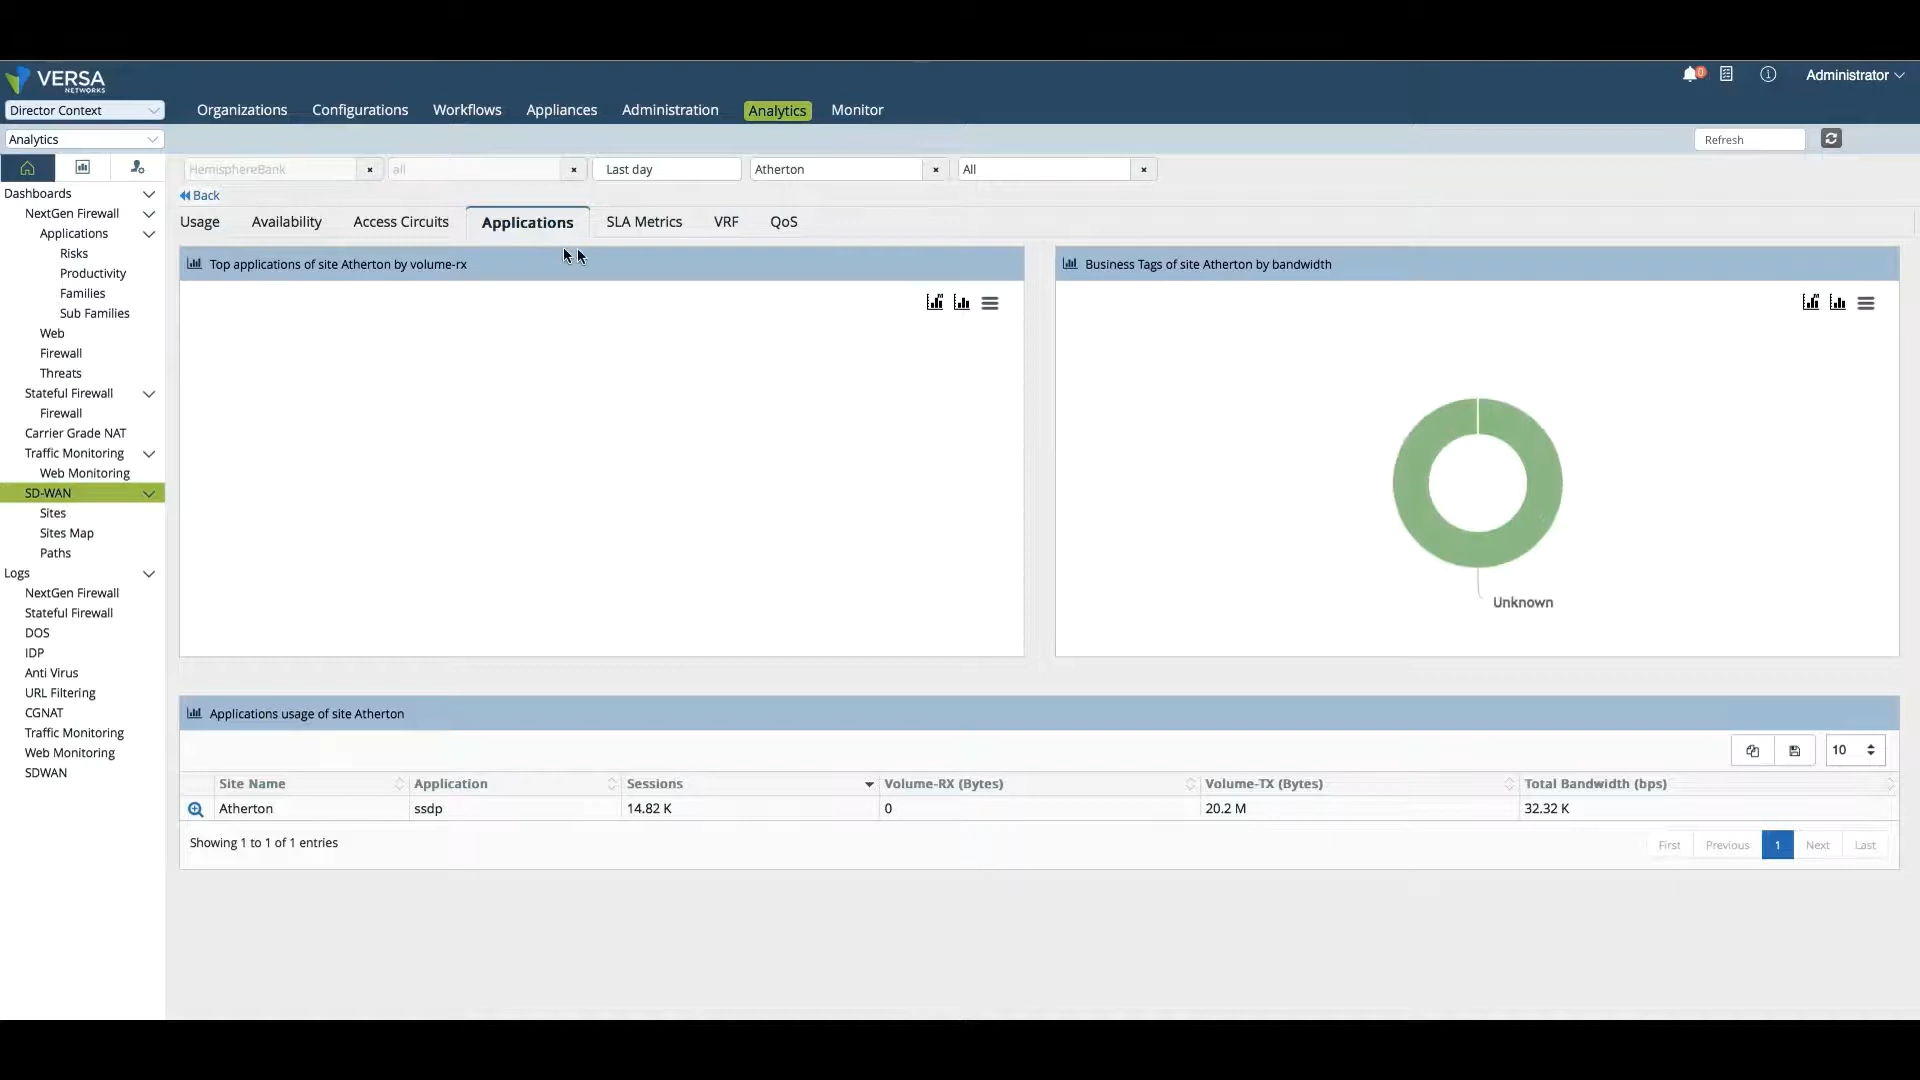 VERSA
NETWORKS
0
Administrator
Director Context
Organizations Configurations Workflows Appliances Administration Analytics Monitor
Analytics
Refresh
HemisphereBank × all × Last day Atherton × All ×
Back
Usage Availability Access Circuits Applications SLA Metrics VRF QoS
Dashboards
NextGen Firewall
Applications
Risks
Productivity
Families
Sub Families
Web
Firewall
Threats
Stateful Firewall
Firewall
Carrier Grade NAT
Traffic Monitoring
Web Monitoring
SD-WAN
Sites
Sites Map
Paths
Logs
NextGen Firewall
Stateful Firewall
DOS
IDP
Anti Virus
URL Filtering
CGNAT
Traffic Monitoring
Web Monitoring
SDWAN
Top applications of site Atherton by volume-rx
Business Tags of site Atherton by bandwidth
Unknown
Applications usage of site Atherton
10
Site Name Application Sessions Volume-RX (Bytes) Volume-TX (Bytes) Total Bandwidth (bps)
Atherton ssdp 14.82 K 0 20.2 M 32.32 K
Showing 1 to 1 of 1 entries
First Previous 1 Next Last